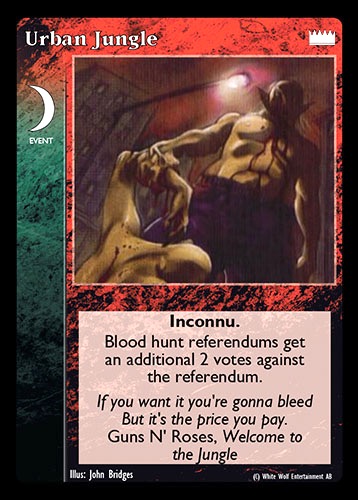 Urban Jungle
EVENT
Inconnu.
Blood hunt referendums get
an additional 2 votes against
the referendum.
If you want it you're gonna bleed
But it's the price you pay.
Guns N' Roses, Welcome to
the Jungle
Illus: John Bridges
(C) White Wolf Entertainment AB